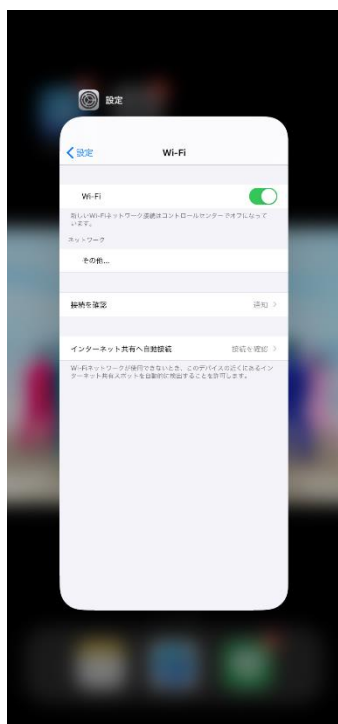 設定
設定
Wi-Fi
Wi-Fi
新しいWi-Fiネットワーク接続はコントロールセンターでオフになって
います。
ネットワーク
その他...
接続を確認 通知
インターネット共有へ自動接続 接続を確認
Wi-Fiネットワークが使用できないとき、このデバイスの近くにあるイン
ターネット共有スポットを自動的に検出することを許可します。